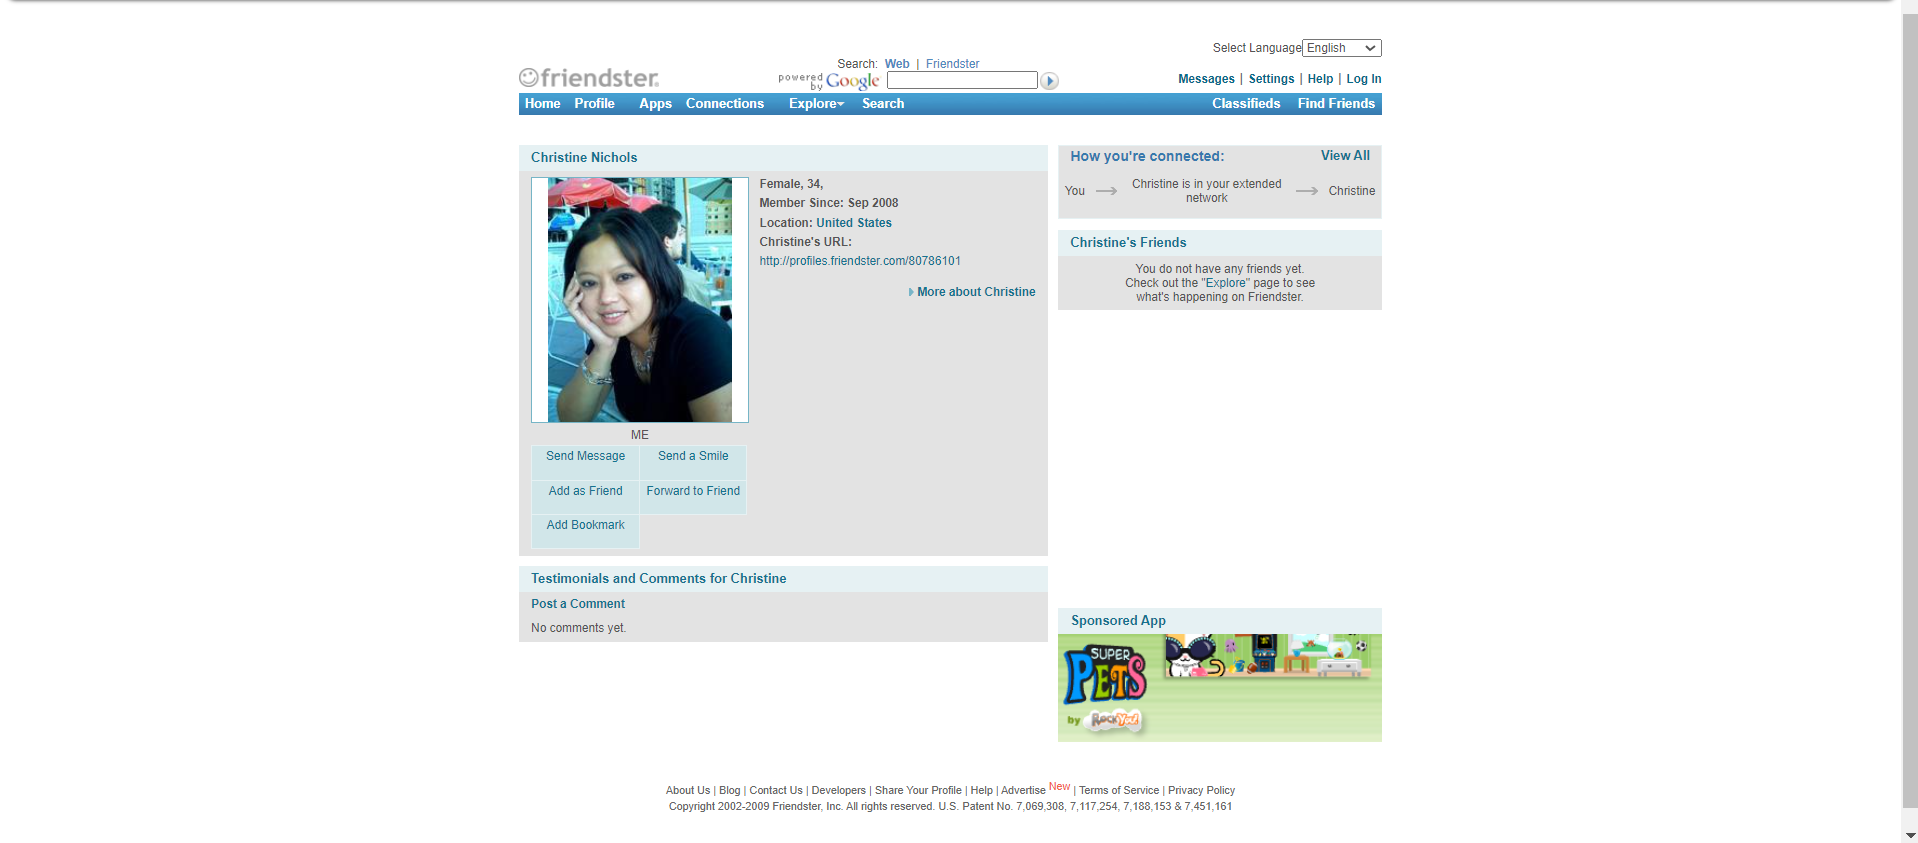 Select Language English
Search: Web | Friendster
friendster.
powered by Google
Messages | Settings | Help | Log In
Home Profile Apps Connections Explore Search Classifieds Find Friends
Christine Nichols
Female, 34,
Member Since: Sep 2008
Location: United States
Christine's URL:
http://profiles.friendster.com/80786101
More about Christine
ME
Send Message Send a Smile
Add as Friend Forward to Friend
Add Bookmark
Testimonials and Comments for Christine
Post a Comment
No comments yet.
How you're connected: View All
You Christine is in your extended Christine
network
Christine's Friends
You do not have any friends yet.
Check out the "Explore" page to see
what's happening on Friendster.
Sponsored App
SUPER
PETS
by RockYou!
About Us | Blog | Contact Us | Developers | Share Your Profile | Help | Advertise New | Terms of Service | Privacy Policy
Copyright 2002-2009 Friendster, Inc. All rights reserved. U.S. Patent No. 7,069,308, 7,117,254, 7,188,153 & 7,451,161